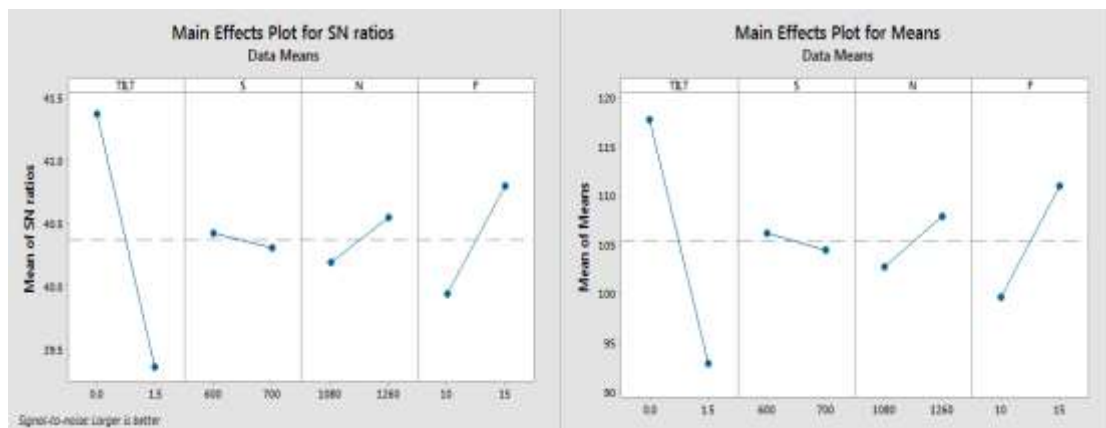 Main Effects Plot for SN ratios
Data Means
TILT S N F
41.5
41.0
40.5
40.0
39.5
Mean of SN ratios
0.0 1.5 600 700 1080 1260 10 15
Signal-to-noise: Larger is better
Main Effects Plot for Means
Data Means
TILT S N F
120
115
110
105
100
95
90
Mean of Means
0.0 1.5 600 700 1080 1260 10 15